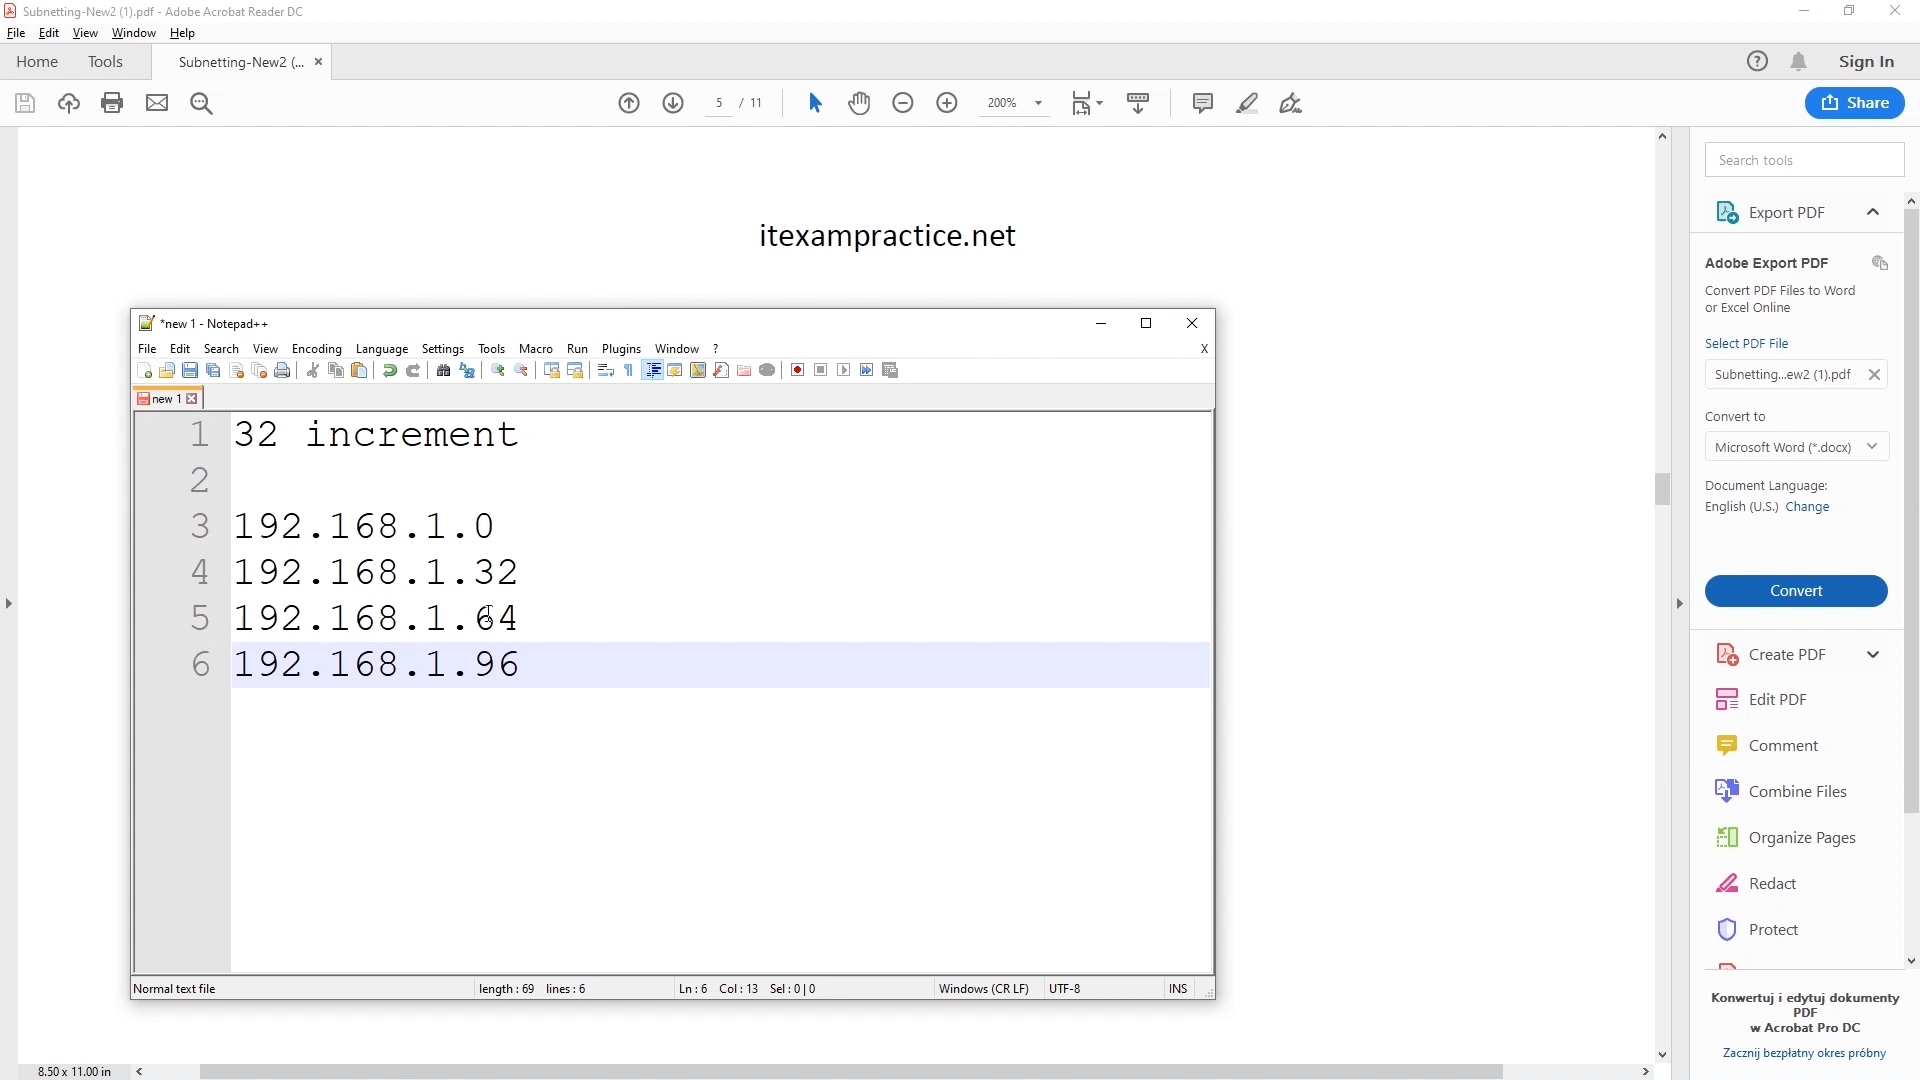 Subnetting-New2 (1).pdf - Adobe Acrobat Reader DC
File Edit View Window Help
Home Tools Subnetting-New2 (... × Sign In
5 / 11 200% Share
itexampractice.net
*new 1 - Notepad++
File Edit Search View Encoding Language Settings Tools Macro Run Plugins Window ? X
new 1
1 32 increment
2
3 192.168.1.0
4 192.168.1.32
5 192.168.1.64
6 192.168.1.96
Normal text file length : 69 lines : 6 Ln : 6 Col : 13 Sel : 0 | 0 Windows (CR LF) UTF-8 INS
8.50 x 11.00 in
Search tools
Export PDF
Adobe Export PDF
Convert PDF Files to Word
or Excel Online
Select PDF File
Subnetting...ew2 (1).pdf
Convert to
Microsoft Word (*.docx)
Document Language:
English (U.S.) Change
Convert
Create PDF
Edit PDF
Comment
Combine Files
Organize Pages
Redact
Protect
Konwertuj i edytuj dokumenty
PDF
w Acrobat Pro DC
Zacznij bezpłatny okres próbny